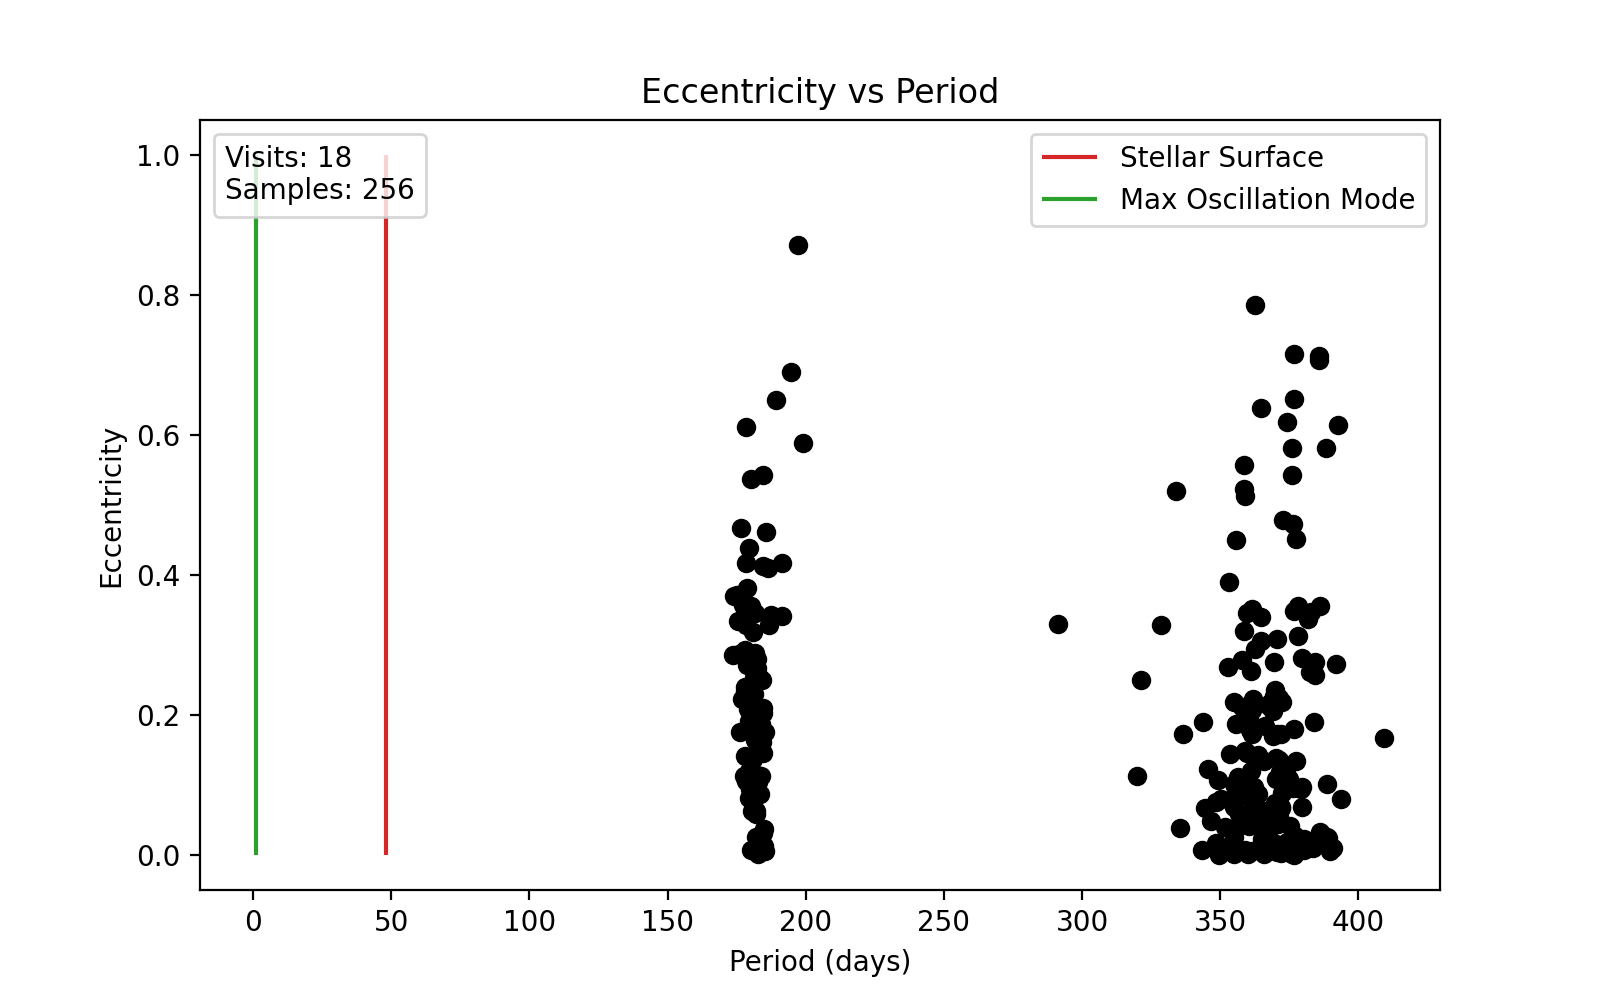 Eccentricity vs Period
Visits: 18
Samples: 256
Stellar Surface
Max Oscillation Mode
1.0
0.8
0.6
0.4
0.2
0.0
Eccentricity
0 50 100 150 200 250 300 350 400
Period (days)